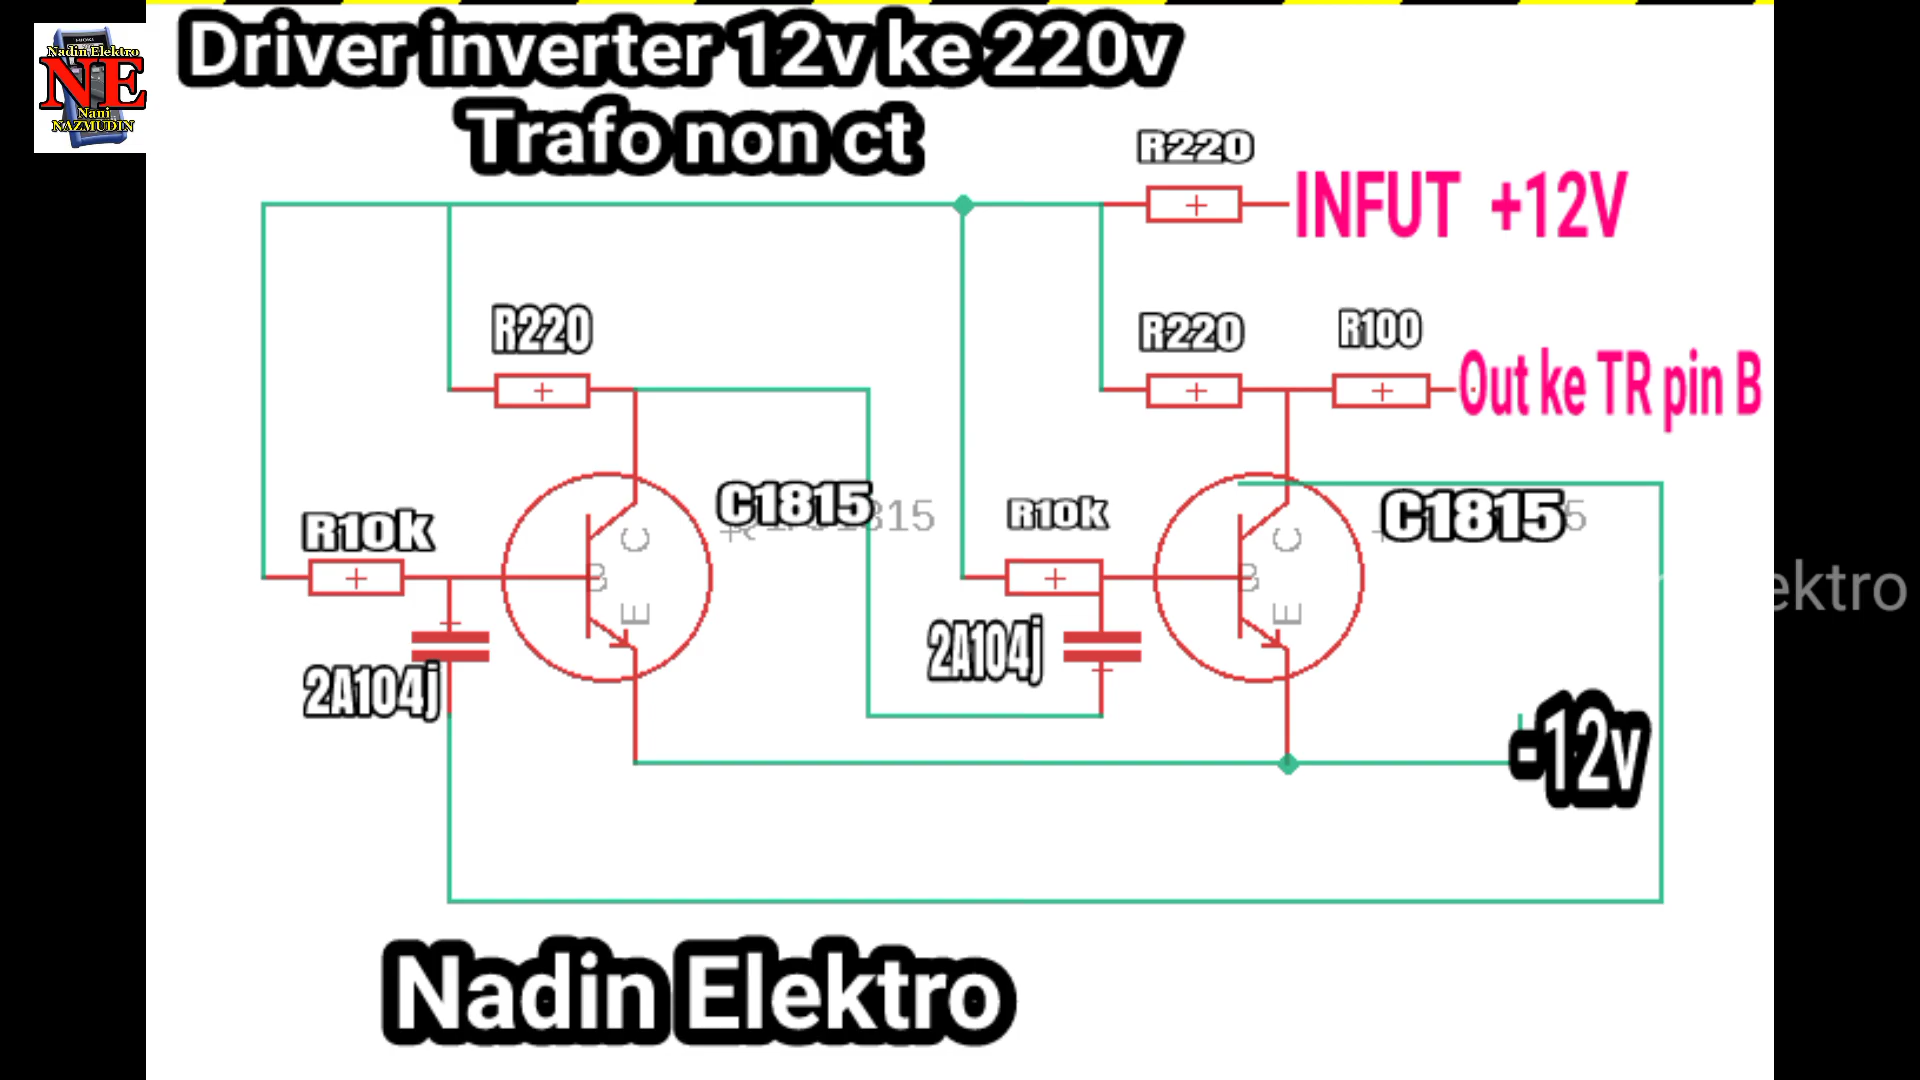 Nadin Elektro
NE
Nani
NAZMUDIN
Driver inverter 12v ke 220v
Trafo non ct
R220
INFUT +12V
R220
R220
R100
Out ke TR pin B
C1815
C1815
R10k
R10k
C
B
E
C
B
E
2A104j
2A104j
-12v
ektro
Nadin Elektro